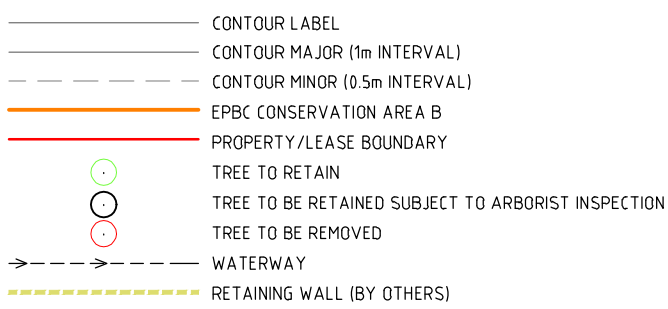 CONTOUR LABEL
CONTOUR MAJOR (1m INTERVAL)
CONTOUR MINOR (0.5m INTERVAL)
EPBC CONSERVATION AREA B
PROPERTY/LEASE BOUNDARY
TREE TO RETAIN
TREE TO BE RETAINED SUBJECT TO ARBORIST INSPECTION
TREE TO BE REMOVED
WATERWAY
RETAINING WALL (BY OTHERS)